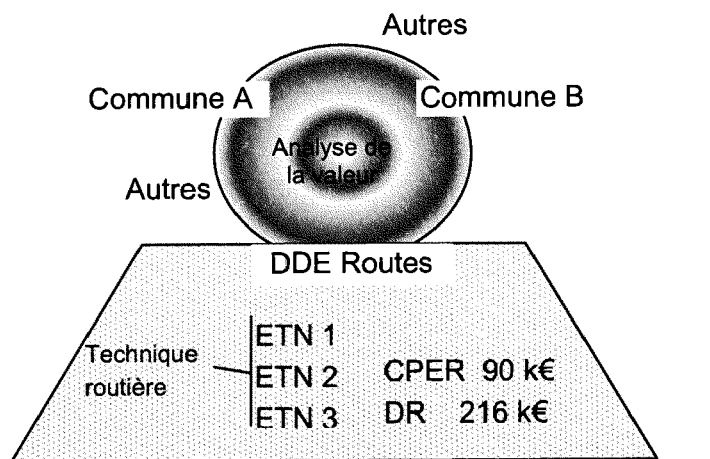 Autres
Commune A
Commune B
Analyse de
la valeur
Autres
DDE Routes
Technique
routière
ETN 1
ETN 2
ETN 3
CPER 90 k€
DR 216 k€